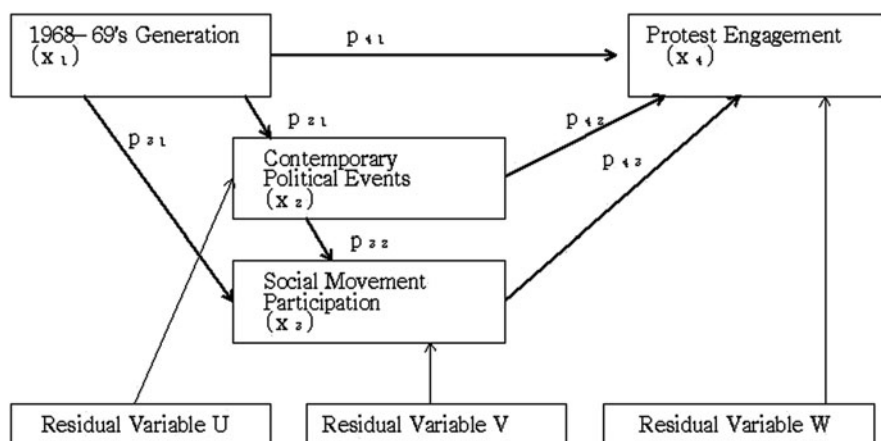 1968–69's Generation
(x₁)
p₄₁
Protest Engagement
(x₄)
p₃₁
p₂₁
p₄₂
Contemporary
Political Events
(x₂)
p₄₃
p₃₂
Social Movement
Participation
(x₃)
Residual Variable U
Residual Variable V
Residual Variable W